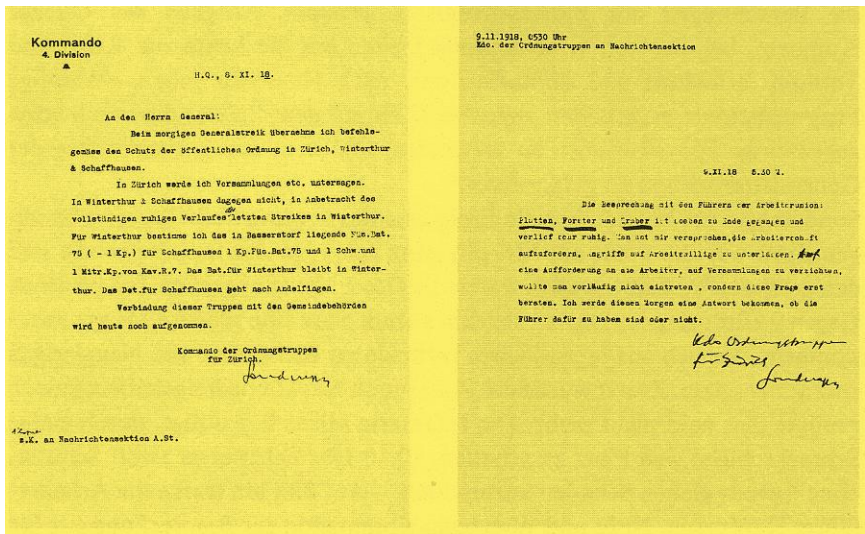 Kommando
4. Division
H.Q., 8. XI. 18.
An den Herrn General:
Beim morgigen Generalstreik übernehme ich befehls-
gemäss den Schutz der öffentlichen Ordnung in Zürich, Winterthur
& Schaffhausen.
In Zürich werde ich Versammlungen etc. untersagen.
In Winterthur & Schaffhausen dagegen nicht, in Anbetracht des
vollständigen ruhigen Verlaufes des letzten Streikes in Winterthur.
Für Winterthur bestimme ich das in Bassersdorf liegende Füs.Bat.
75 ( - 1 Kp.) für Schaffhausen 1 Kp.Füs.Bat.75 und 1 Schw.und
1 Mitr.Kp.von Kav.R.7. Das Bat.für Winterthur bleibt in Winter-
thur. Das Det.für Schaffhausen geht nach Andelfingen.
Verbindung dieser Truppen mit den Gemeindebehörden
wird heute noch aufgenommen.
Kommando der Ordnungstruppen
für Zürich.
Sonderegger
z.K. an Nachrichtensektion A.St.
9.11.1918, 0530 Uhr
Kdo. der Ordnungstruppen an Nachrichtensektion
9.XI.18 5.30 V.
Die Besprechung mit den Führern der Arbeiterunion:
Platten, Forster und Traber ist soeben zu Ende gegangen und
verlief sehr ruhig. Man hat mir versprochen, die Arbeiterschaft
aufzufordern, Angriffe auf Arbeitswillige zu unterlassen. Auf
eine Aufforderung an die Arbeiter, auf Versammlungen zu verzichten,
wollte man vorläufig nicht eintreten , sondern diese Frage erst
beraten. Ich werde diesen Morgen eine Antwort bekommen, ob die
Führer dafür zu haben sind oder nicht.
Kdo Ordnungstruppen
für Zürich
Sonderegger